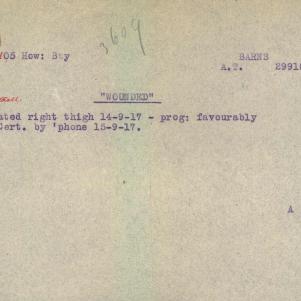 3609
05 How: Bty BARNS
A.T. 2991
"WOUNDED"
ated right thigh 14-9-17 - prog: favourably
Cert. by 'phone 15-9-17.
A